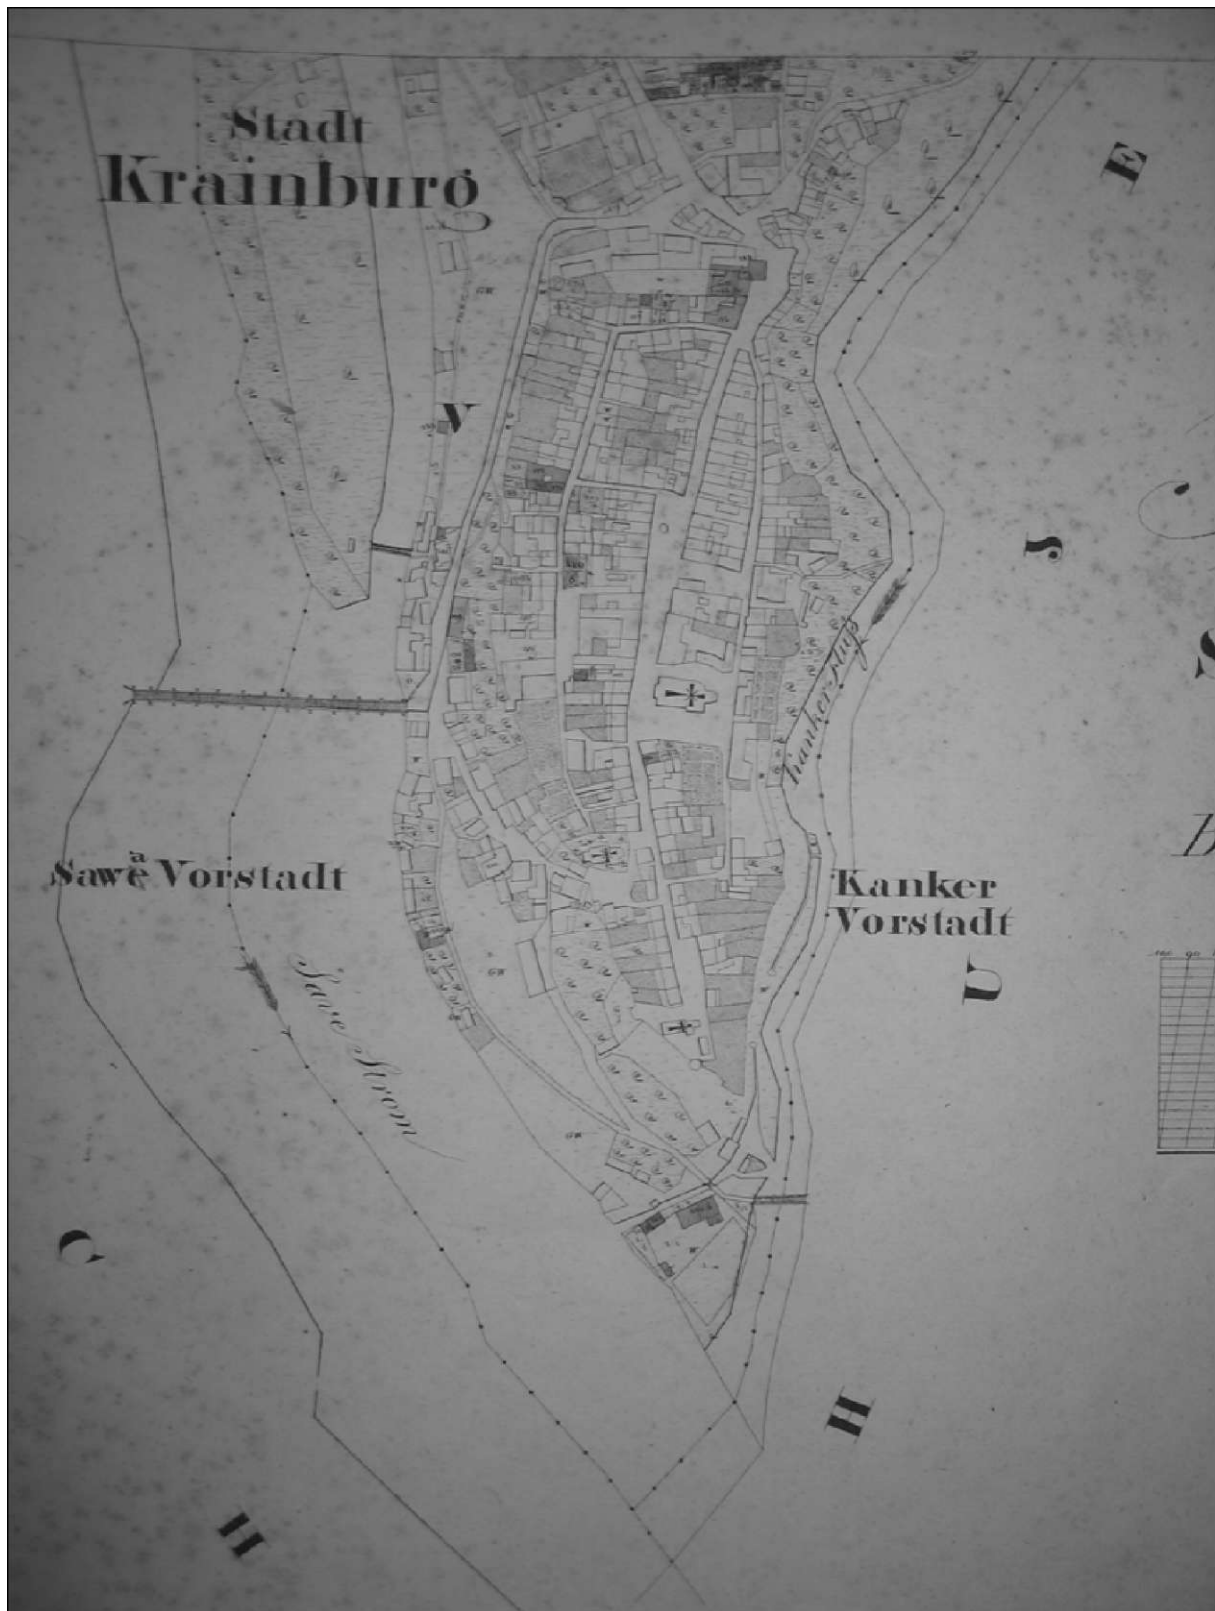 Stadt
Krainburg
E
V
J
S
Kanker Fluß
Sawe Vorstadt
a
Kanker
Vorstadt
U
Save Strom
C
H
H